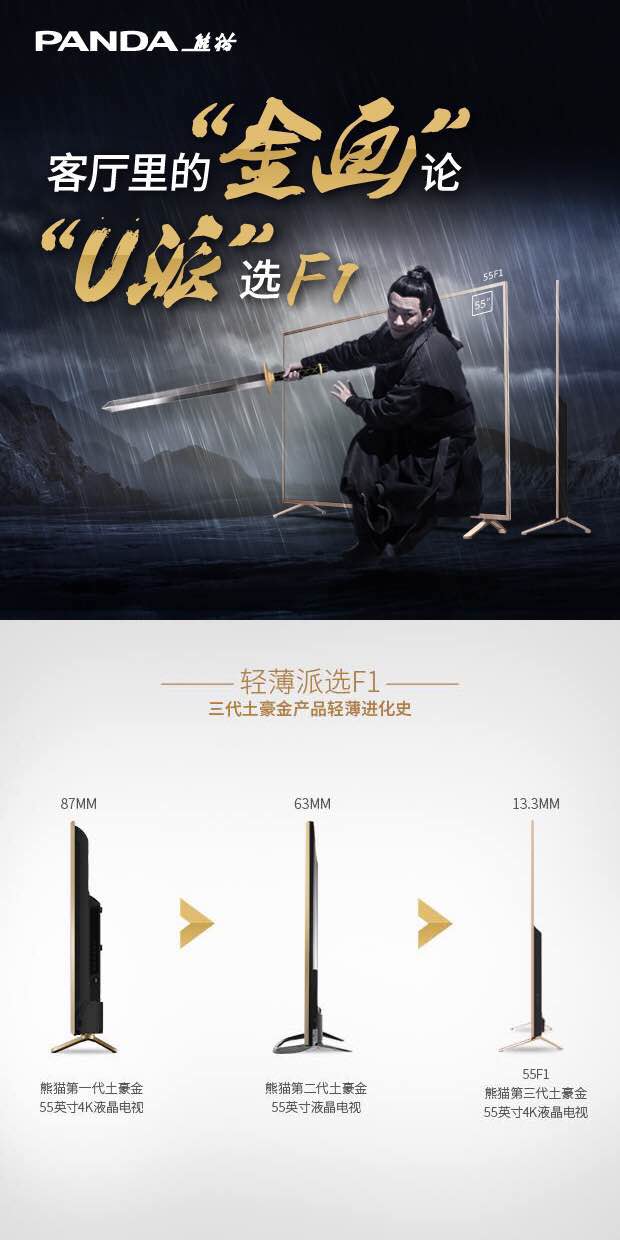 PANDA 熊猫
客厅里的“金画”论
“U派”选F1
55F1
55"
轻薄派选F1
三代土豪金产品轻薄进化史
87MM
63MM
13.3MM
熊猫第一代土豪金
55英寸4K液晶电视
熊猫第二代土豪金
55英寸液晶电视
55F1
熊猫第三代土豪金
55英寸4K液晶电视